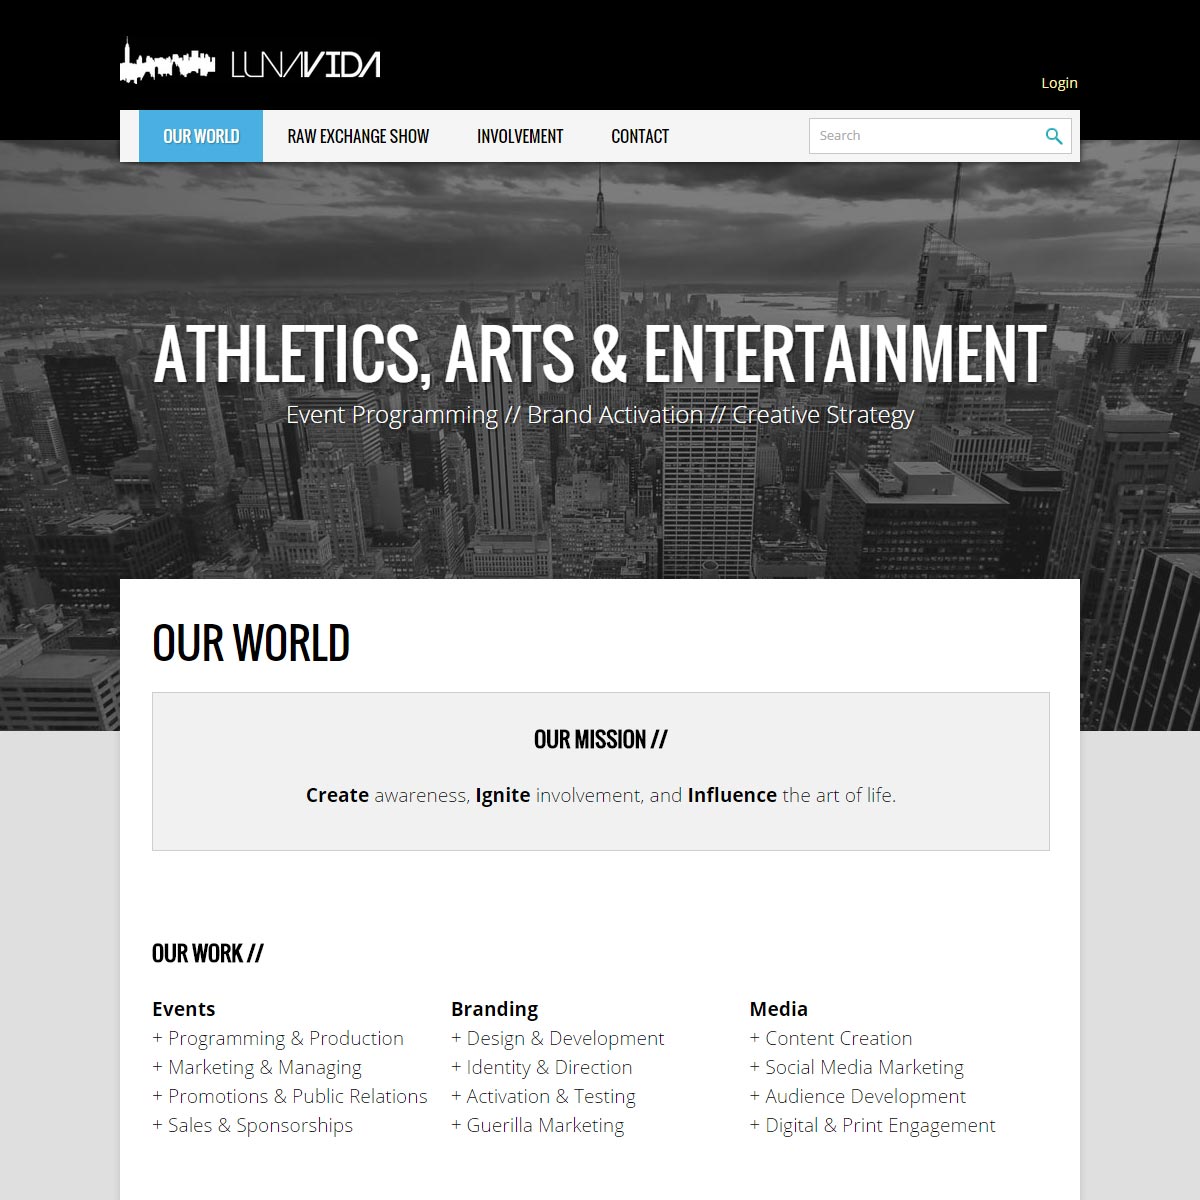 LUNAVIDA
Login
OUR WORLD RAW EXCHANGE SHOW INVOLVEMENT CONTACT Search
ATHLETICS, ARTS & ENTERTAINMENT
Event Programming // Brand Activation // Creative Strategy
OUR WORLD
OUR MISSION //
Create awareness, Ignite involvement, and Influence the art of life.
OUR WORK //
Events
+ Programming & Production
+ Marketing & Managing
+ Promotions & Public Relations
+ Sales & Sponsorships
Branding
+ Design & Development
+ Identity & Direction
+ Activation & Testing
+ Guerilla Marketing
Media
+ Content Creation
+ Social Media Marketing
+ Audience Development
+ Digital & Print Engagement